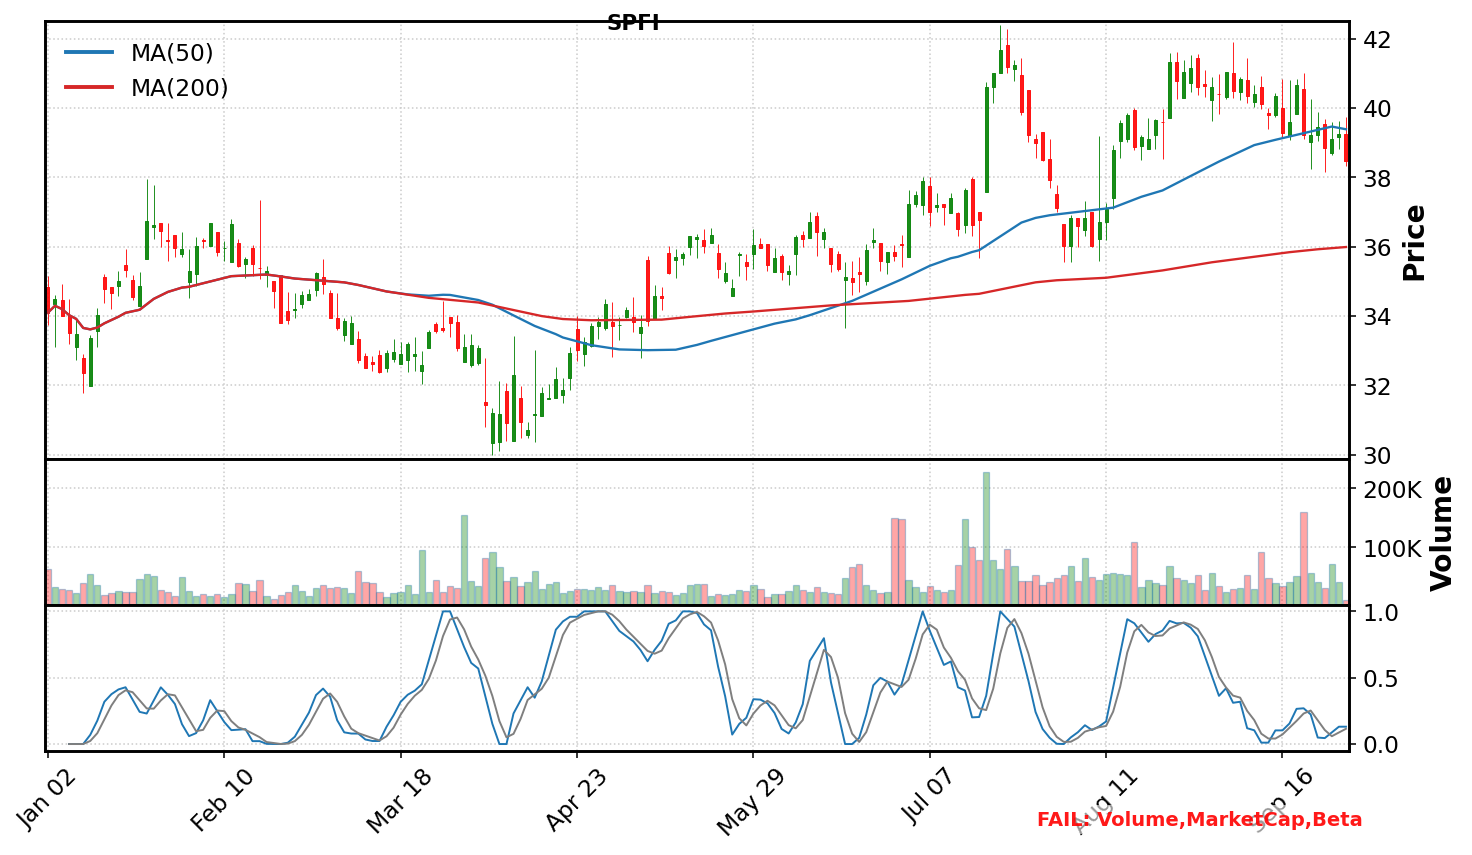 SPFI
MA(50)
MA(200)
42
40
38
36
34
32
30
Price
200K
100K
Volume
1.0
0.5
0.0
Jan 02
Feb 10
Mar 18
Apr 23
May 29
Jul 07
Aug 11
Sep 16
FAIL: Volume,MarketCap,Beta